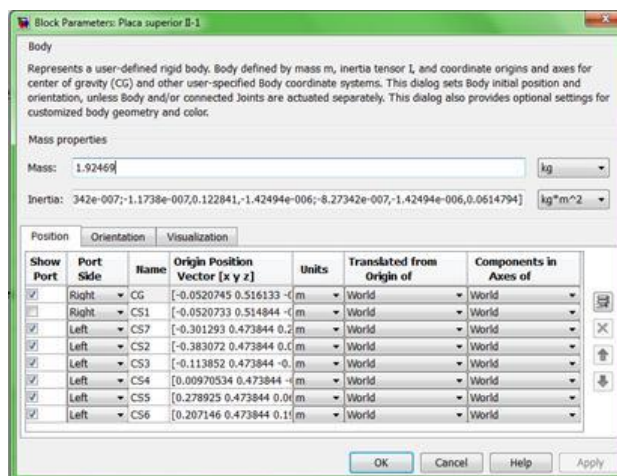 Block Parameters: Placa superior II-1
Body
Represents a user-defined rigid body. Body defined by mass m, inertia tensor I, and coordinate origins and axes for
center of gravity (CG) and other user-specified Body coordinate systems. This dialog sets Body initial position and
orientation, unless Body and/or connected Joints are actuated separately. This dialog also provides optional settings for
customized body geometry and color.
Mass properties
Mass: 1.92469 kg
Inertia: 342e-007;-1.1738e-007,0.122841,-1.42494e-006;-8.27342e-007,-1.42494e-006,0.0614794] kg*m^2
Position Orientation Visualization
Show Port Port Side Name Origin Position Vector [x y z] Units Translated from Origin of Components in Axes of
Right CG [-0.0520745 0.516133 m World World
Right CS1 [-0.0520733 0.514844 m World World
Left CS7 [-0.301293 0.473844 0.2 m World World
Left CS2 [-0.383072 0.473844 m World World
Left CS3 [-0.113852 0.473844 -0. m World World
Left CS4 [0.00970534 0.473844 m World World
Left CS5 [0.278925 0.473844 m World World
Left CS6 [0.207146 0.473844 m World World
OK Cancel Help Apply